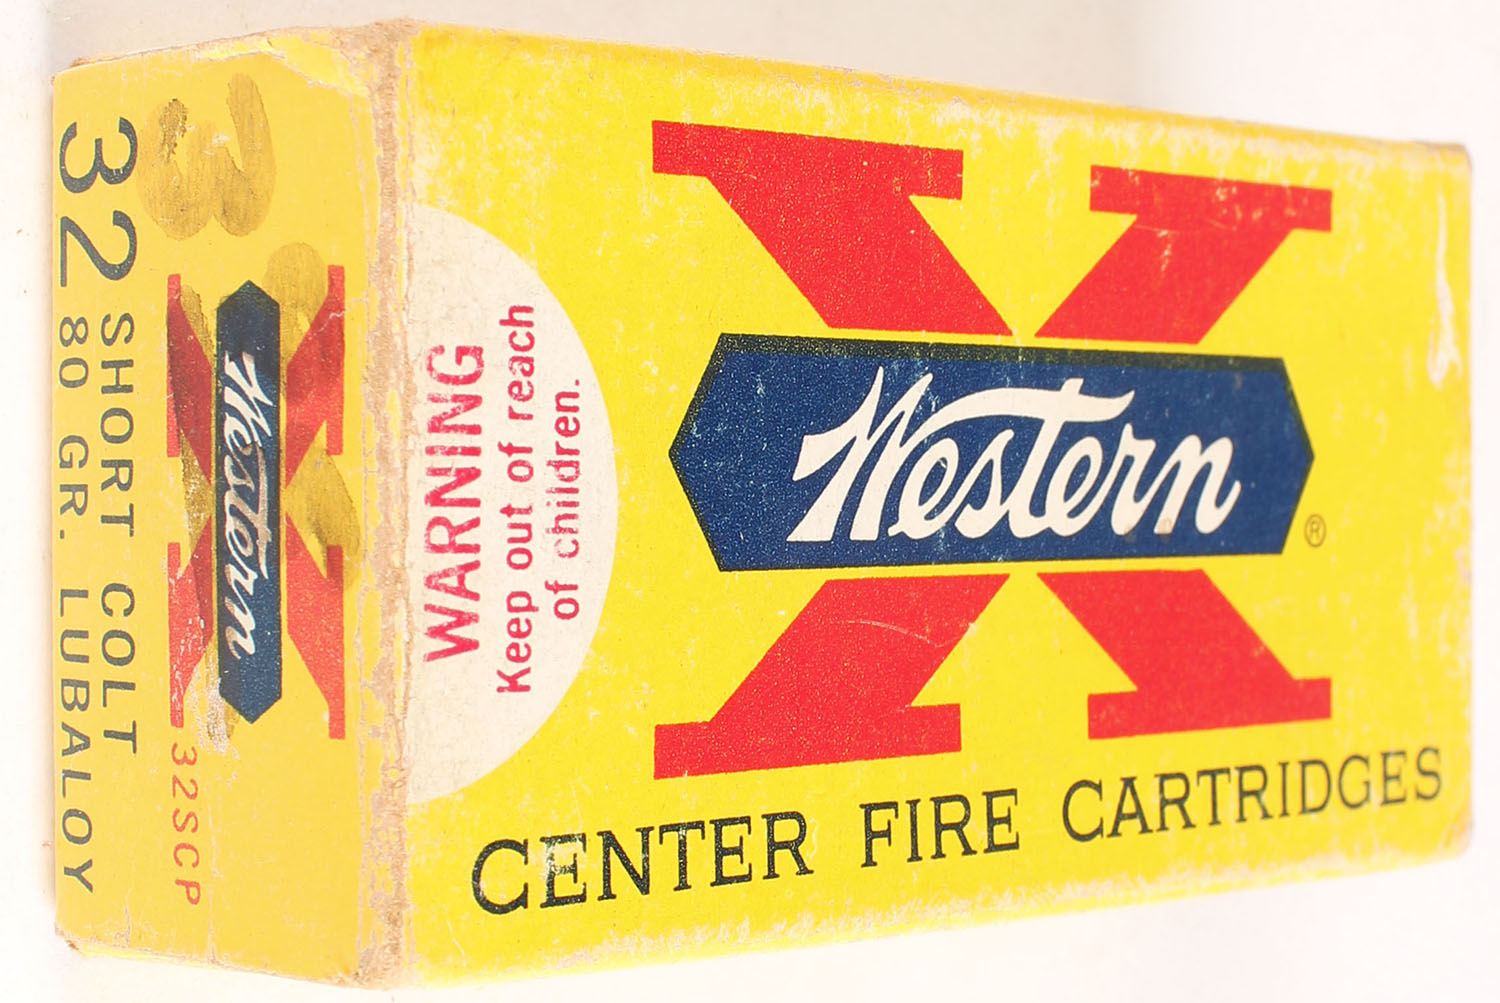 Western
®
CENTER FIRE CARTRIDGES
WARNING
Keep out of reach
of children.
3
Western
32SCP
32 SHORT COLT
80 GR. LUBALOY